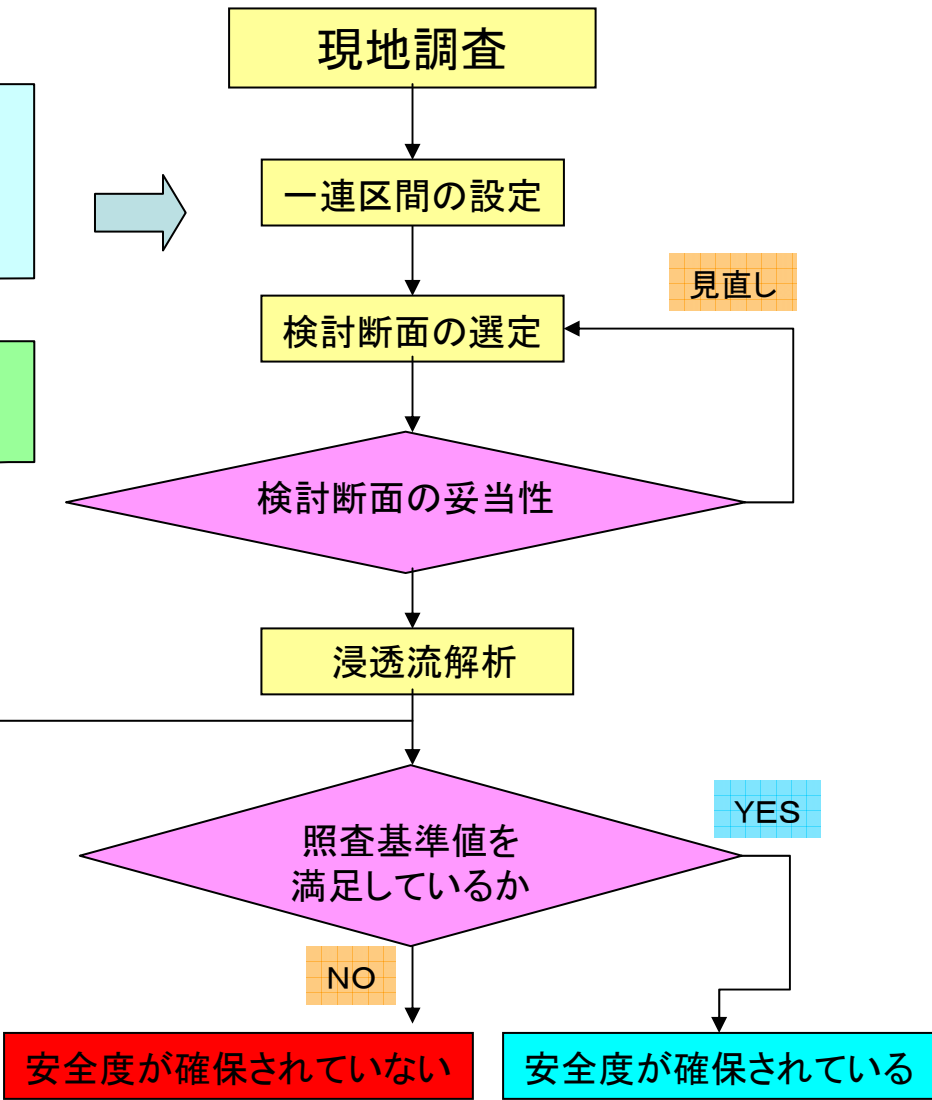 現地調査
一連区間の設定
見直し
検討断面の選定
検討断面の妥当性
浸透流解析
YES
照査基準値を
満足しているか
NO
安全度が確保されていない
安全度が確保されている